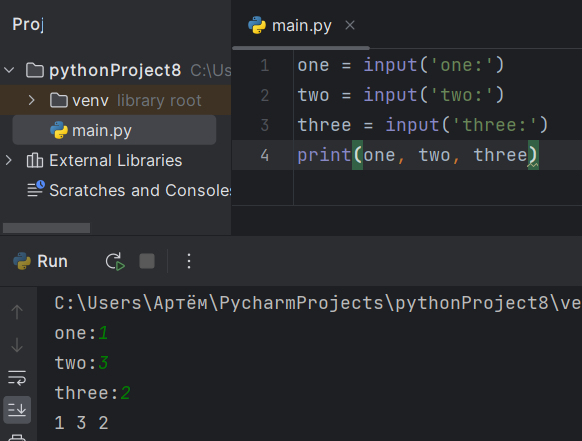 Proj
main.py
pythonProject8 C:\Us
venv library root
main.py
External Libraries
Scratches and Consoles
1 one = input('one:')
2 two = input('two:')
3 three = input('three:')
4 print(one, two, three)
Run
C:\Users\Артём\PycharmProjects\pythonProject8\ve
one:1
two:3
three:2
1 3 2